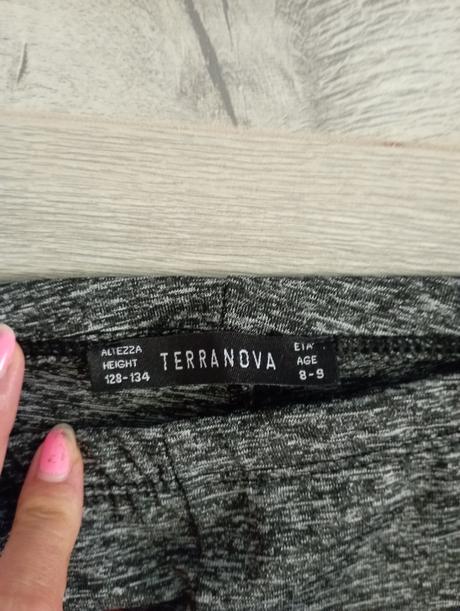 ALTEZZA
HEIGHT
128-134
TERRANOVA
ETA'
AGE
8-9